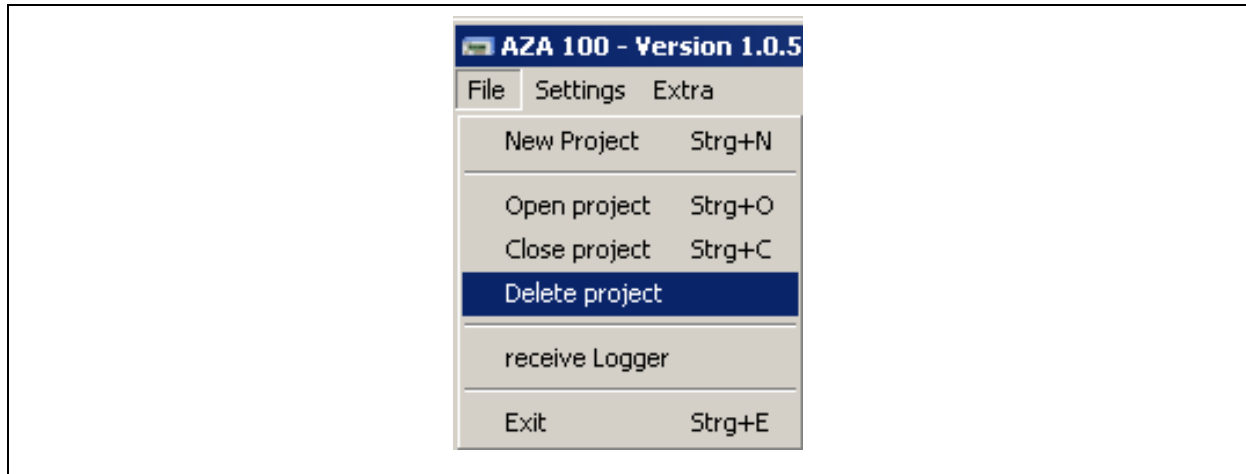 AZA 100 - Version 1.0.5
File Settings Extra
New Project Strg+N
Open project Strg+O
Close project Strg+C
Delete project
receive Logger
Exit Strg+E